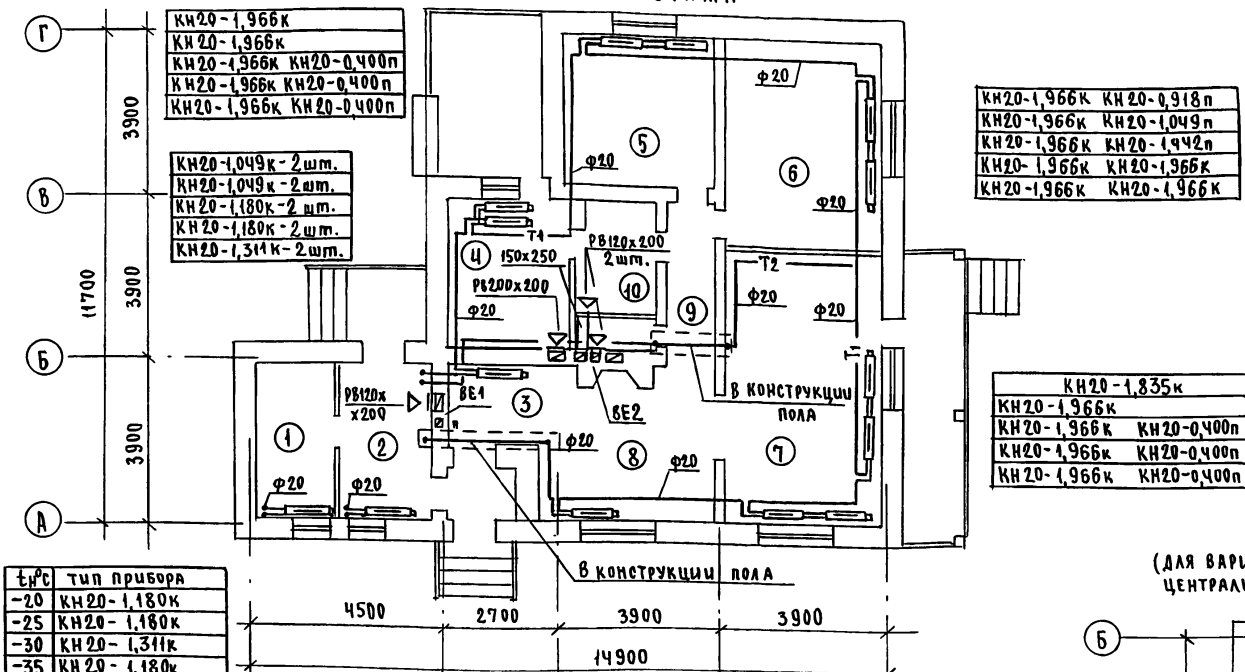 КН20-1,966к
КН20-1,966к
КН20-1,966к КН20-0,400п
КН20-1,966к КН20-0,400п
КН20-1,966к КН20-0,400п
КН20-1,049к-2шт.
КН20-1,049к-2шт.
КН20-1,180к-2шт.
КН20-1,180к-2шт.
КН20-1,311к-2шт.
КН20-1,966к КН20-0,918п
КН20-1,966к КН20-1,049п
КН20-1,966к КН20-1,442п
КН20-1,966к КН20-1,966к
КН20-1,966к КН20-1,966к
КН20-1,835к
КН20-1,966к
КН20-1,966к КН20-0,400п
КН20-1,966к КН20-0,400п
КН20-1,966к КН20-0,400п
Г
В
Б
А
3900
3900
3900
11700
ф20
5
6
ф20
ф20
Т1
4
150х250
РВ120х200
2шт.
РВ200х200
10
Т2
9
ф20
ф20
ф20
Т1
РВ120х
х200
ВЕ1
п
3
ВЕ2
В КОНСТРУКЦИИ
ПОЛА
1
2
ф20
8
ф20
7
ф20
ф20
В КОНСТРУКЦИИ ПОЛА
tн°С ТИП ПРИБОРА
-20 КН20-1,180к
-25 КН20-1,180к
-30 КН20-1,311к
-35 КН20-1,180к
4500
2700
3900
3900
14900
(ДЛЯ ВАРИ
ЦЕНТРАЛ
Б